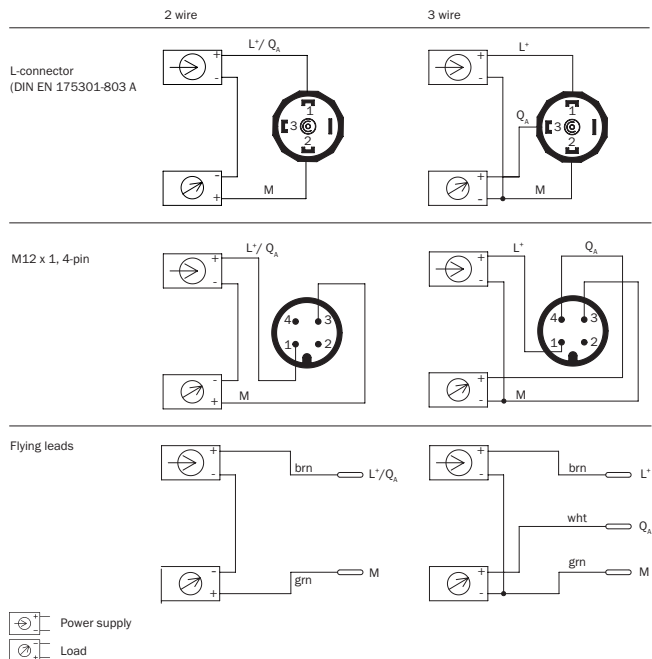 2 wire 3 wire
L-connector
(DIN EN 175301-803 A
L⁺/ Q_A
+
-
1
3
2
-
+
M
L⁺
+
-
Q_A
1
3
2
+
-
M
M12 x 1, 4-pin
L⁺/ Q_A
+
-
4 3
1 2
-
+
M
L⁺
Q_A
+
-
4 3
1 2
+
-
M
Flying leads
+
-
brn L⁺/Q_A
-
+
grn M
+
-
brn L⁺
wht Q_A
+
-
grn M
+
-
Power supply
-
+
Load